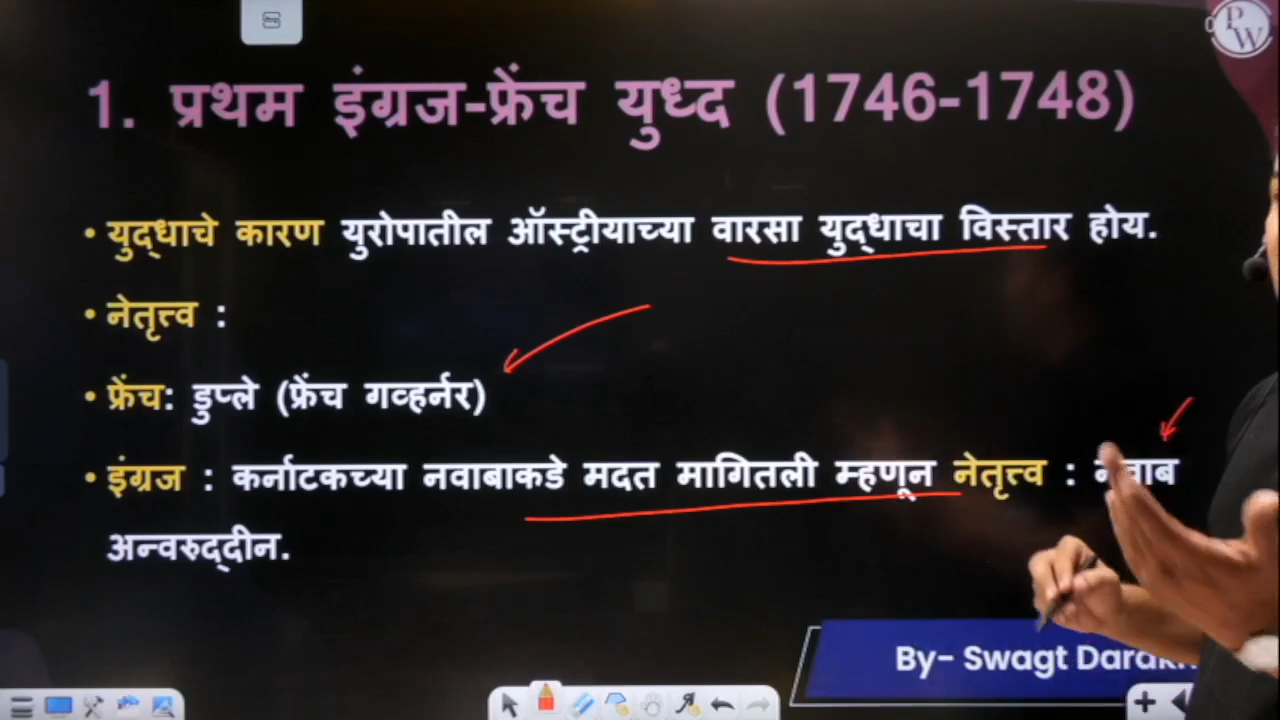 PW
1. प्रथम इंग्रज-फ्रेंच युध्द (1746-1748)
• युद्धाचे कारण युरोपातील ऑस्ट्रीयाच्या वारसा युद्धाचा विस्तार होय.
• नेतृत्त्व :
• फ्रेंच: डुप्ले (फ्रेंच गव्हर्नर)
• इंग्रज : कर्नाटकच्या नवाबाकडे मदत मागितली म्हणून नेतृत्त्व : नवाब
अन्वरुद्दीन.
By- Swagt